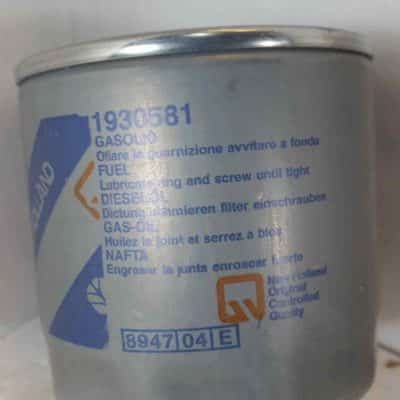 1930581
GASOLIO
Oliare la guarnizione avvitare a fondo
FUEL
Lubricate ring and screw until tight
DIESELÖL
Dichtung schmieren filter einschrauben
GAS-OIL
Huilez le joint et serrez a bloc
NAFTA
Engrasar la junta enroscar fuerte
LLAND
New Holland
Original
Controlled
Quality
8947 04 E